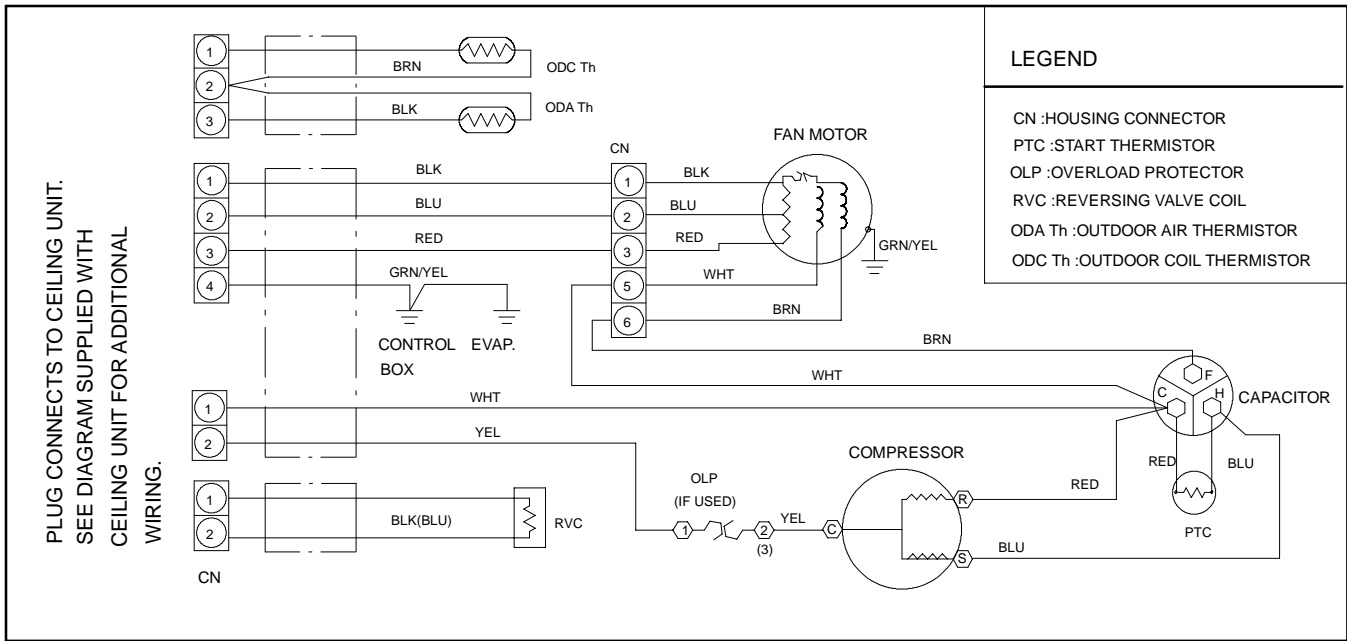 PLUG CONNECTS TO CEILING UNIT.
SEE DIAGRAM SUPPLIED WITH
CEILING UNIT FOR ADDITIONAL
WIRING.
1
2
3
BRN
BLK
ODC Th
ODA Th
1
2
3
4
BLK
BLU
RED
GRN/YEL
CONTROL
BOX
EVAP.
CN
1
2
3
5
6
BLK
BLU
RED
WHT
BRN
FAN MOTOR
GRN/YEL
BRN
WHT
1
2
WHT
YEL
1
2
CN
BLK(BLU)
RVC
OLP
(IF USED)
1
2
(3)
YEL
COMPRESSOR
C
R
S
RED
BLU
F
C
H
CAPACITOR
RED
BLU
PTC
LEGEND
CN :HOUSING CONNECTOR
PTC :START THERMISTOR
OLP :OVERLOAD PROTECTOR
RVC :REVERSING VALVE COIL
ODA Th :OUTDOOR AIR THERMISTOR
ODC Th :OUTDOOR COIL THERMISTOR